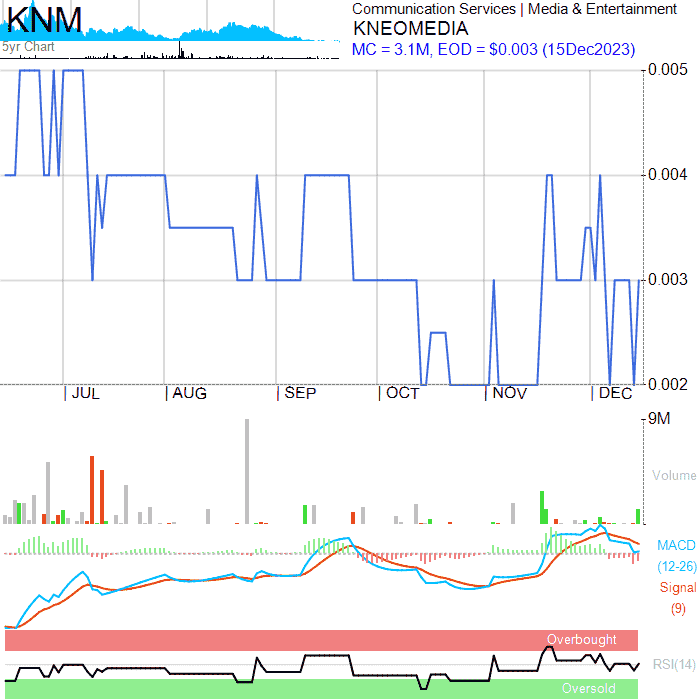 KNM
5yr Chart
Communication Services | Media & Entertainment
KNEOMEDIA
MC = 3.1M, EOD = $0.003 (15Dec2023)
0.005
0.004
0.003
0.002
JUL AUG SEP OCT NOV DEC
9M
Volume
MACD
(12-26)
Signal
(9)
Overbought
RSI(14)
Oversold